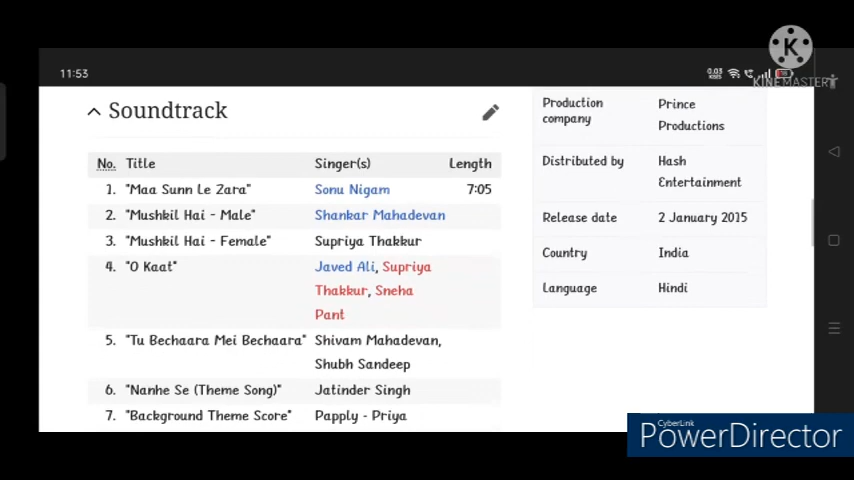 11:53
0.03
KINEMASTER
Soundtrack
No. Title Singer(s) Length
1. "Maa Sunn Le Zara" Sonu Nigam 7:05
2. "Mushkil Hai - Male" Shankar Mahadevan
3. "Mushkil Hai - Female" Supriya Thakkur
4. "O Kaat" Javed Ali, Supriya
Thakkur, Sneha
Pant
5. "Tu Bechaara Mei Bechaara" Shivam Mahadevan,
Shubh Sandeep
6. "Nanhe Se (Theme Song)" Jatinder Singh
7. "Background Theme Score" Papply - Priya
Production Prince
company Productions
Distributed by Hash
Entertainment
Release date 2 January 2015
Country India
Language Hindi
CyberLink
PowerDirector